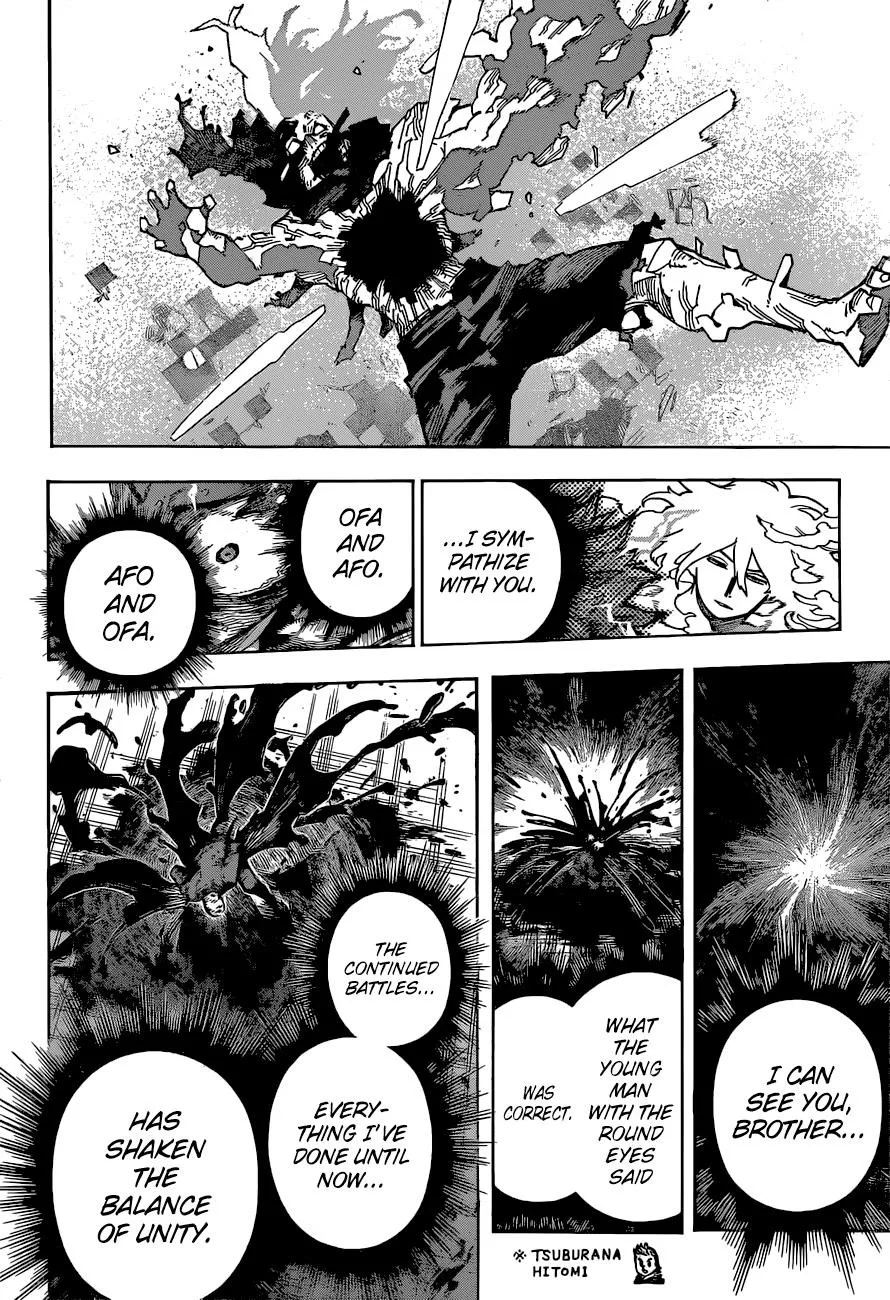 ...I SYM-
PATHIZE
WITH YOU.
OFA
AND
AFO.
AFO
AND
OFA.
I CAN
SEE YOU,
BROTHER...
WHAT
THE
YOUNG
MAN
WITH THE
ROUND
EYES
SAID
WAS
CORRECT.
※ TSUBURANA
HITOMI
THE
CONTINUED
BATTLES...
EVERY-
THING I'VE
DONE UNTIL
NOW...
HAS
SHAKEN
THE
BALANCE
OF UNITY.